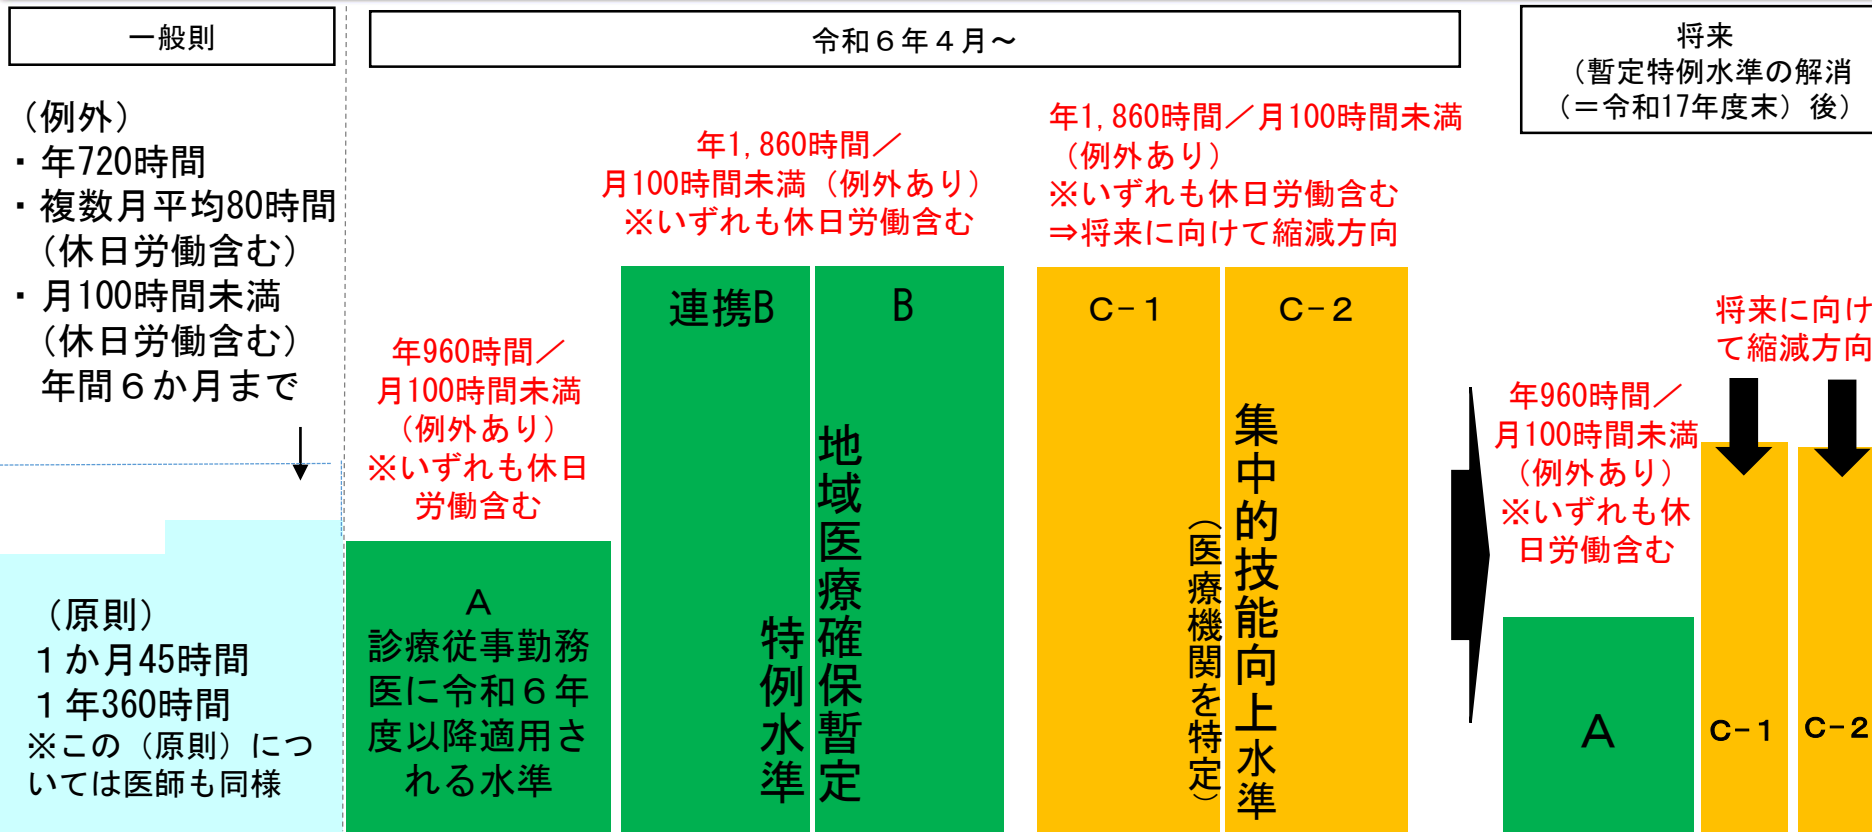 一般則
（例外）
・年720時間
・複数月平均80時間
（休日労働含む）
・月100時間未満
（休日労働含む）
年間６か月まで
（原則）
１か月45時間
１年360時間
※この（原則）につ
いては医師も同様
令和６年４月～
年960時間／
月100時間未満
（例外あり）
※いずれも休日
労働含む
A
診療従事勤務
医に令和６年
度以降適用さ
れる水準
年1,860時間／
月100時間未満（例外あり）
※いずれも休日労働含む
連携B
B
地域医療確保暫定
特例水準
年1,860時間／月100時間未満
（例外あり）
※いずれも休日労働含む
⇒将来に向けて縮減方向
C-1
C-2
集中的技能向上水準
（医療機関を特定）
将来
（暫定特例水準の解消
（＝令和17年度末）後）
将来に向け
て縮減方向
年960時間／
月100時間未満
（例外あり）
※いずれも休
日労働含む
A
C-1
C-2